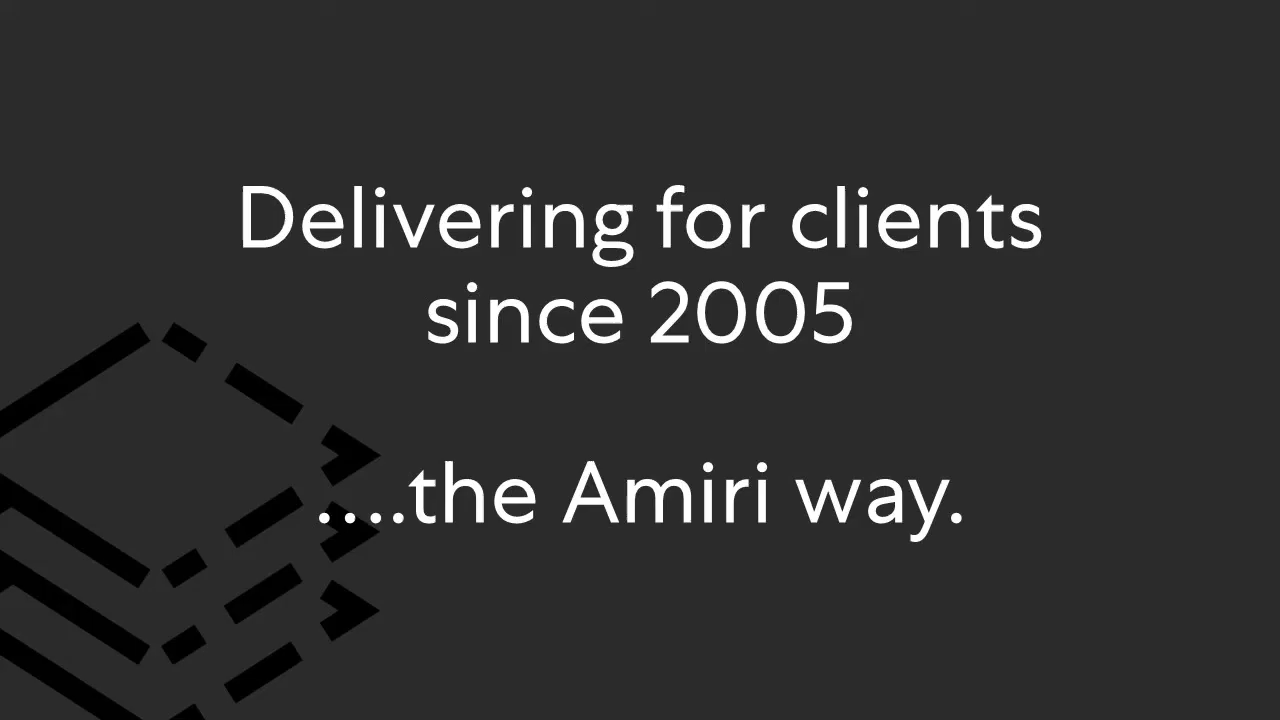 Delivering for clients
since 2005
....the Amiri way.